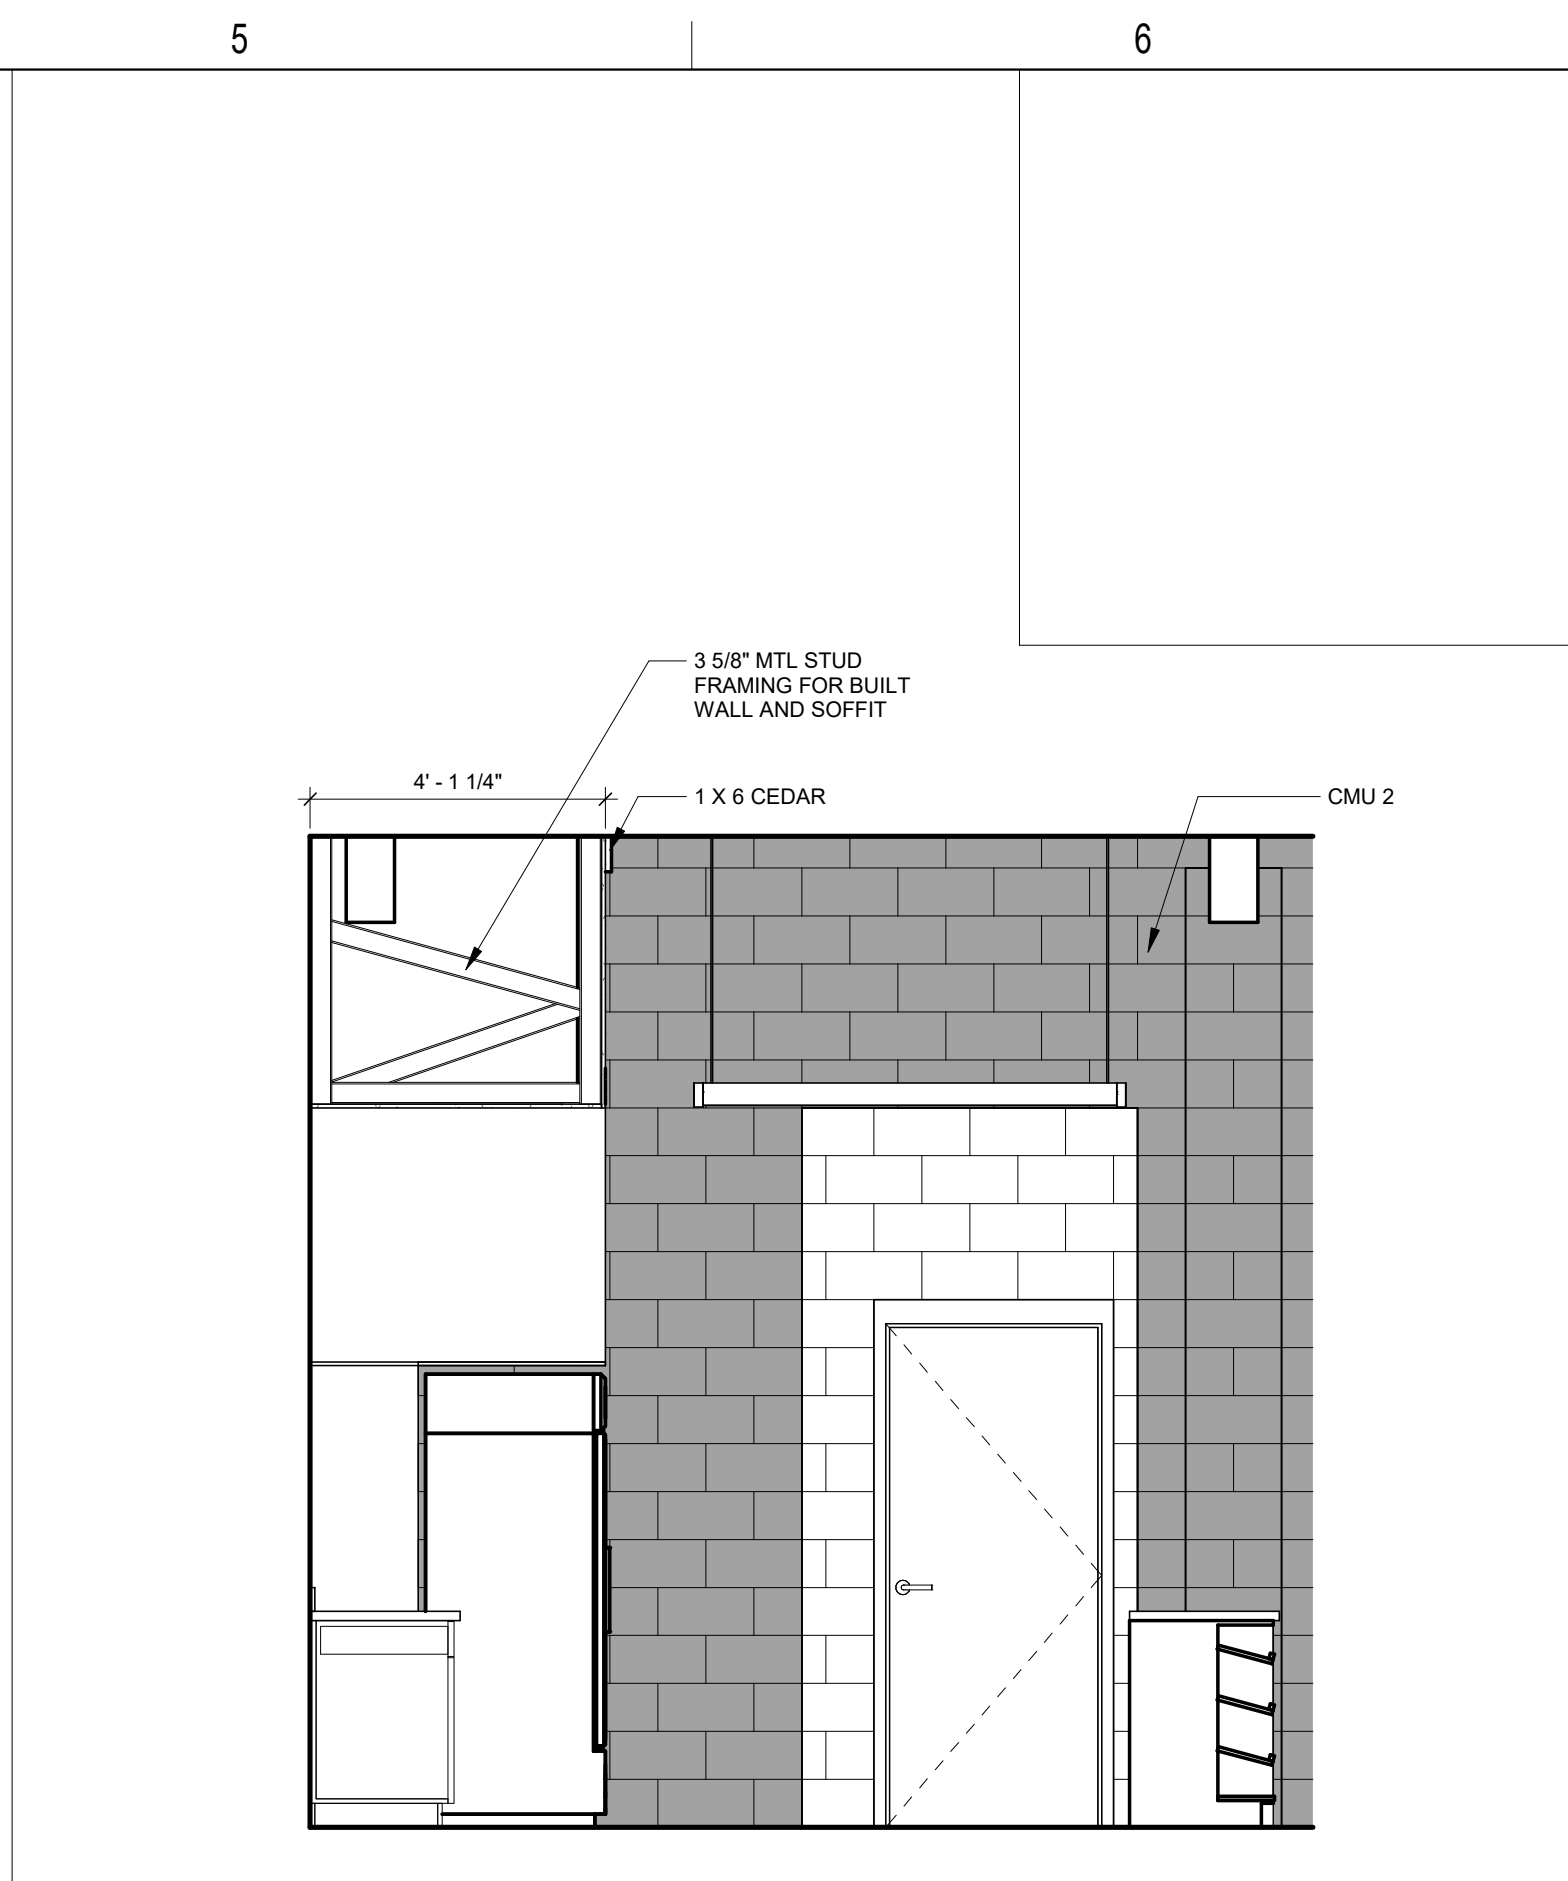 5
6
3 5/8" MTL STUD
FRAMING FOR BUILT
WALL AND SOFFIT
4' - 1 1/4"
1 X 6 CEDAR
CMU 2